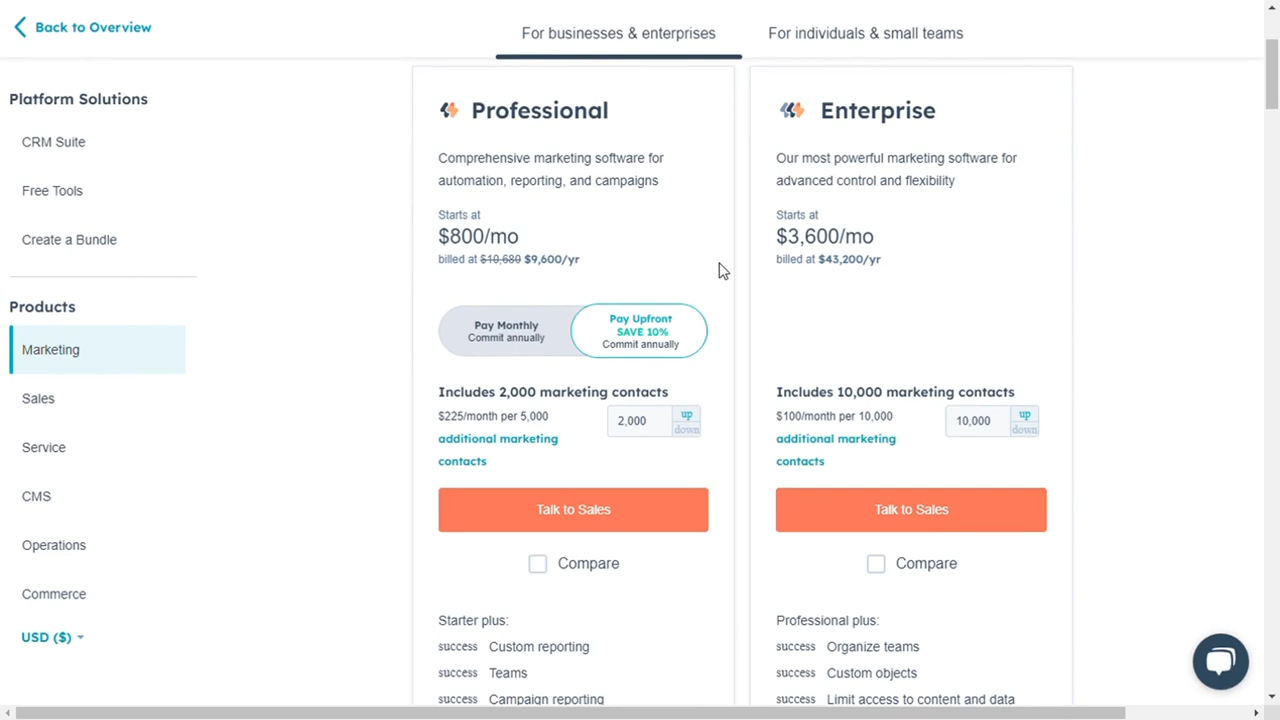 Back to Overview
For businesses & enterprises
For individuals & small teams
Platform Solutions
CRM Suite
Free Tools
Create a Bundle
Products
Marketing
Sales
Service
CMS
Operations
Commerce
USD ($)
Professional
Comprehensive marketing software for
automation, reporting, and campaigns
Starts at
$800/mo
billed at $10,680 $9,600/yr
Pay Monthly
Commit annually
Pay Upfront
SAVE 10%
Commit annually
Includes 2,000 marketing contacts
$225/month per 5,000
additional marketing
contacts
2,000
up
down
Talk to Sales
Compare
Starter plus:
success Custom reporting
success Teams
success Campaign reporting
Enterprise
Our most powerful marketing software for
advanced control and flexibility
Starts at
$3,600/mo
billed at $43,200/yr
Includes 10,000 marketing contacts
$100/month per 10,000
additional marketing
contacts
10,000
up
down
Talk to Sales
Compare
Professional plus:
success Organize teams
success Custom objects
success Limit access to content and data